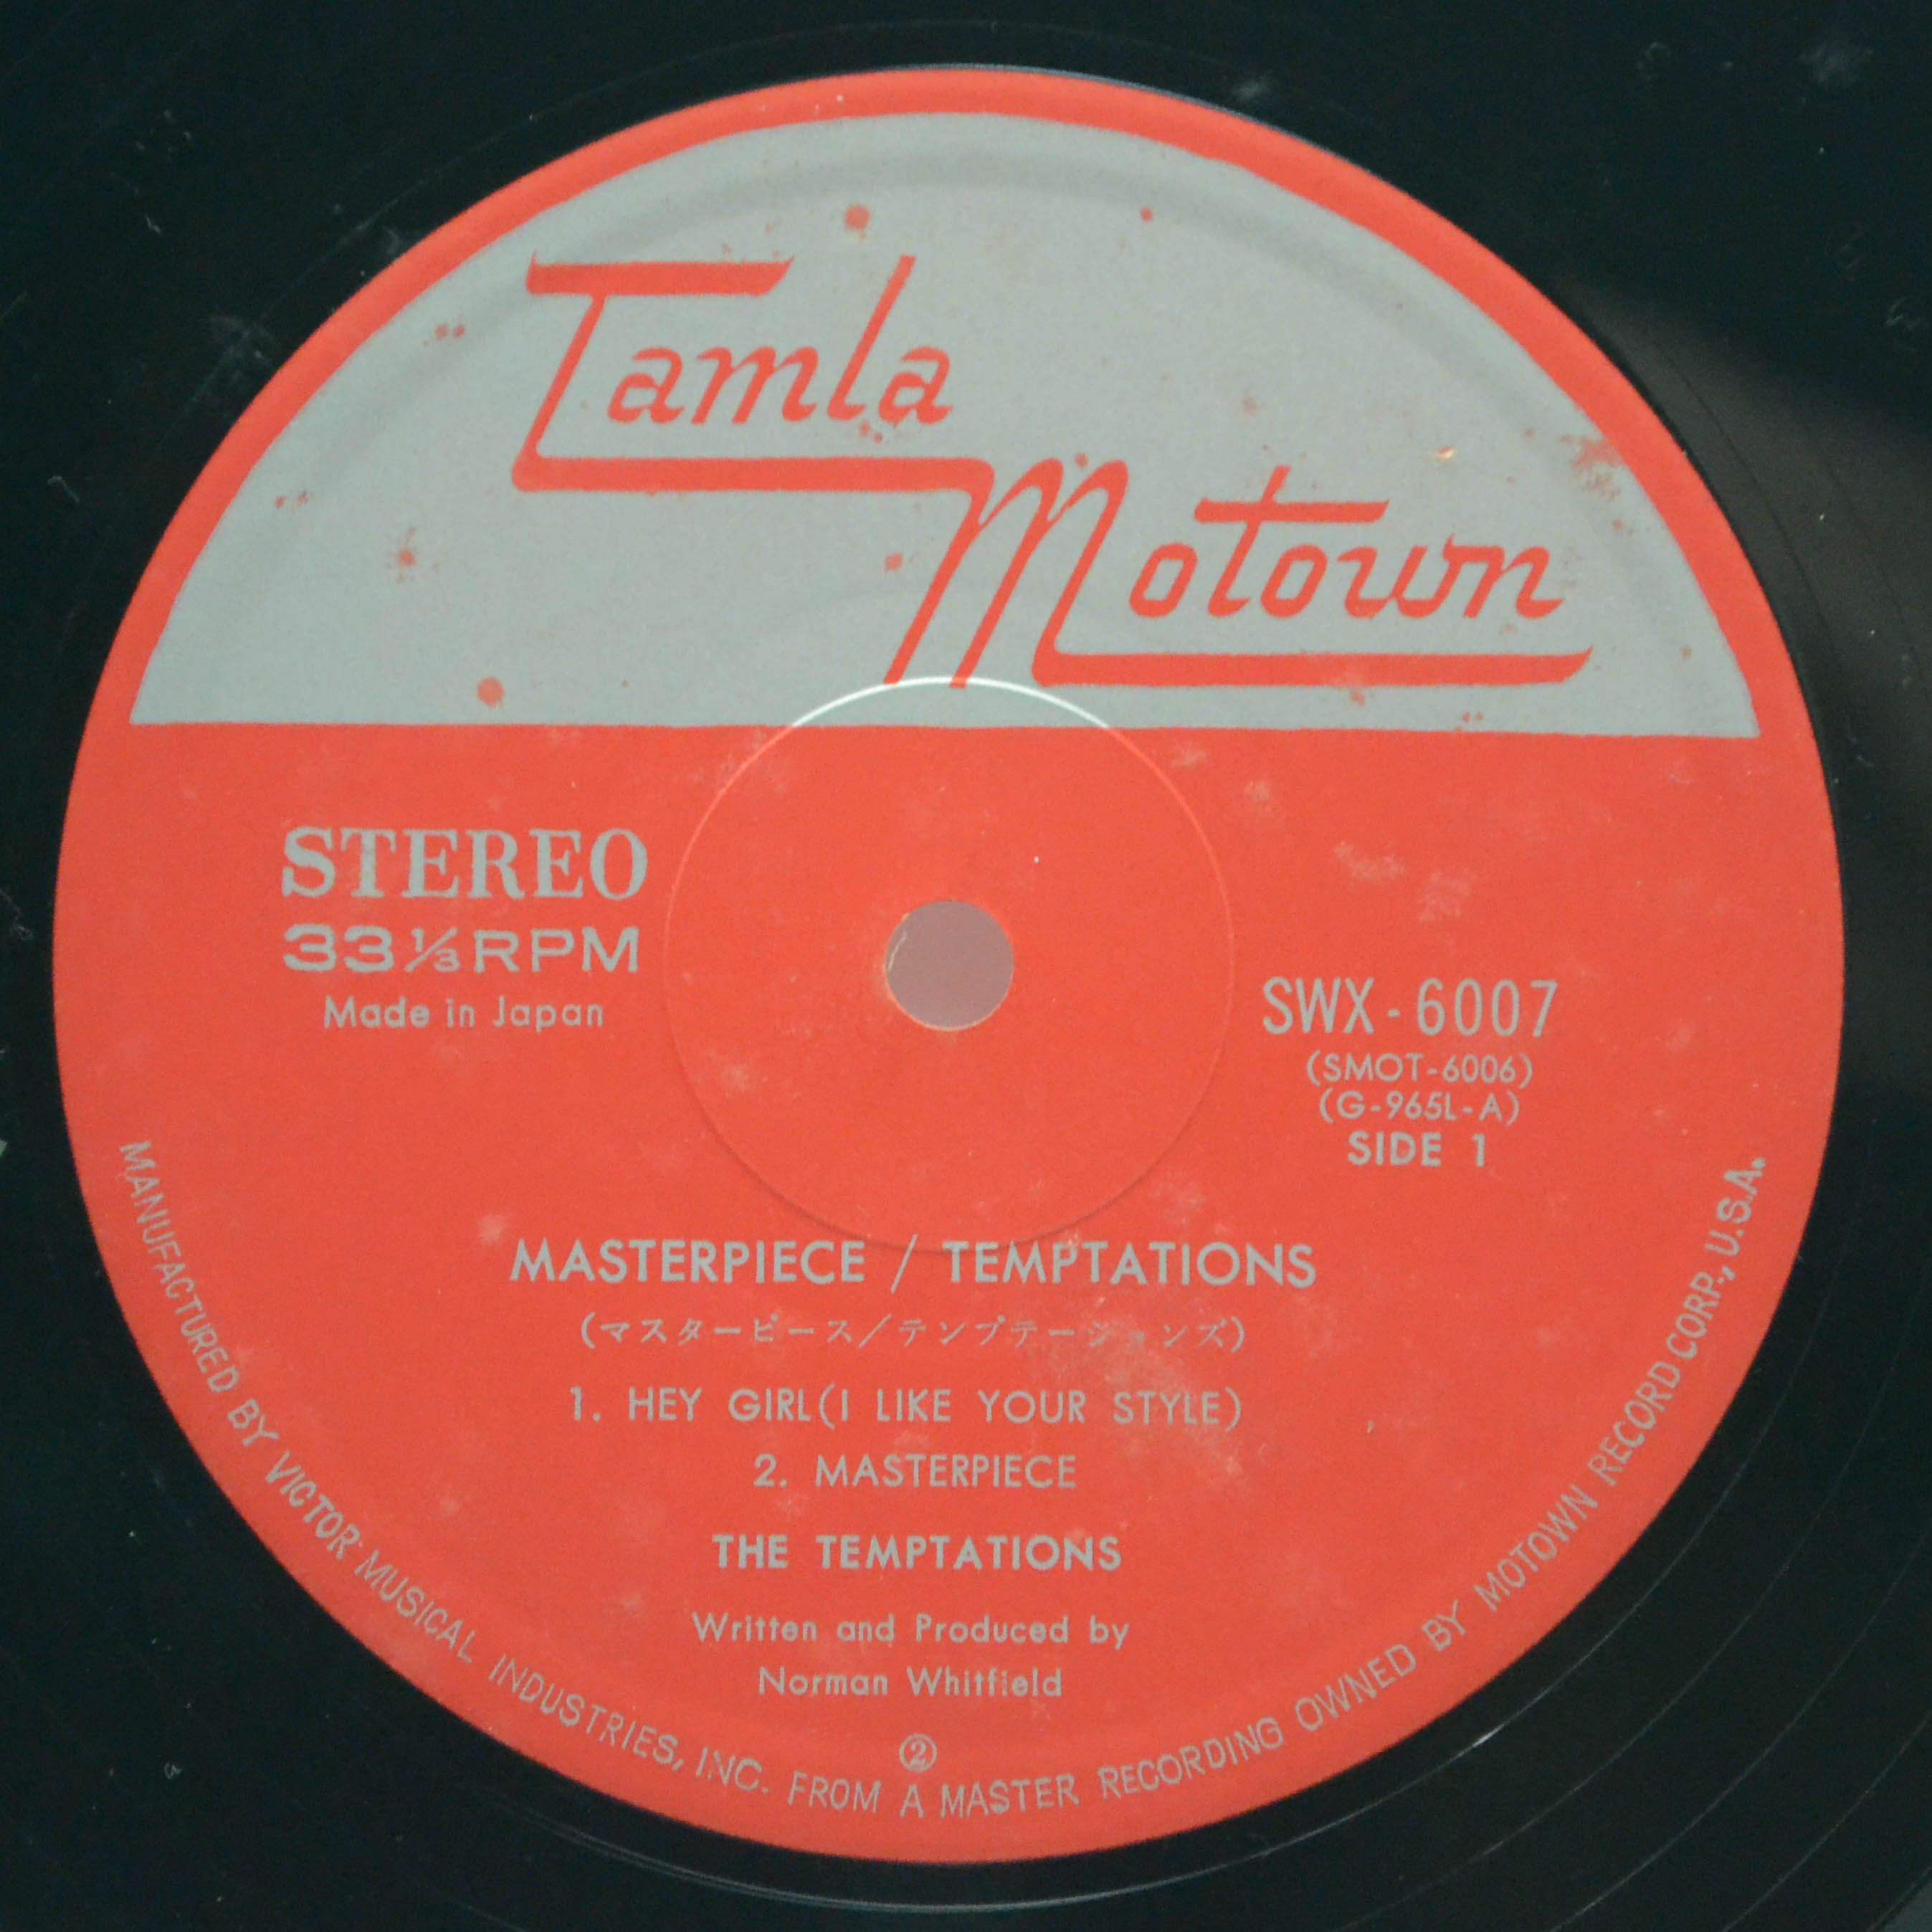 Tamla
Motown
STEREO
33⅓RPM
Made in Japan
SWX-6007
(SMOT-6006)
(G-965L-A)
SIDE 1
MASTERPIECE / TEMPTATIONS
(マスターピース/テンプテーションズ)
1. HEY GIRL(I LIKE YOUR STYLE)
2. MASTERPIECE
THE TEMPTATIONS
Written and Produced by
Norman Whitfield
②
MANUFACTURED BY VICTOR MUSICAL INDUSTRIES, INC. FROM A MASTER RECORDING OWNED BY MOTOWN RECORD CORP., U.S.A.